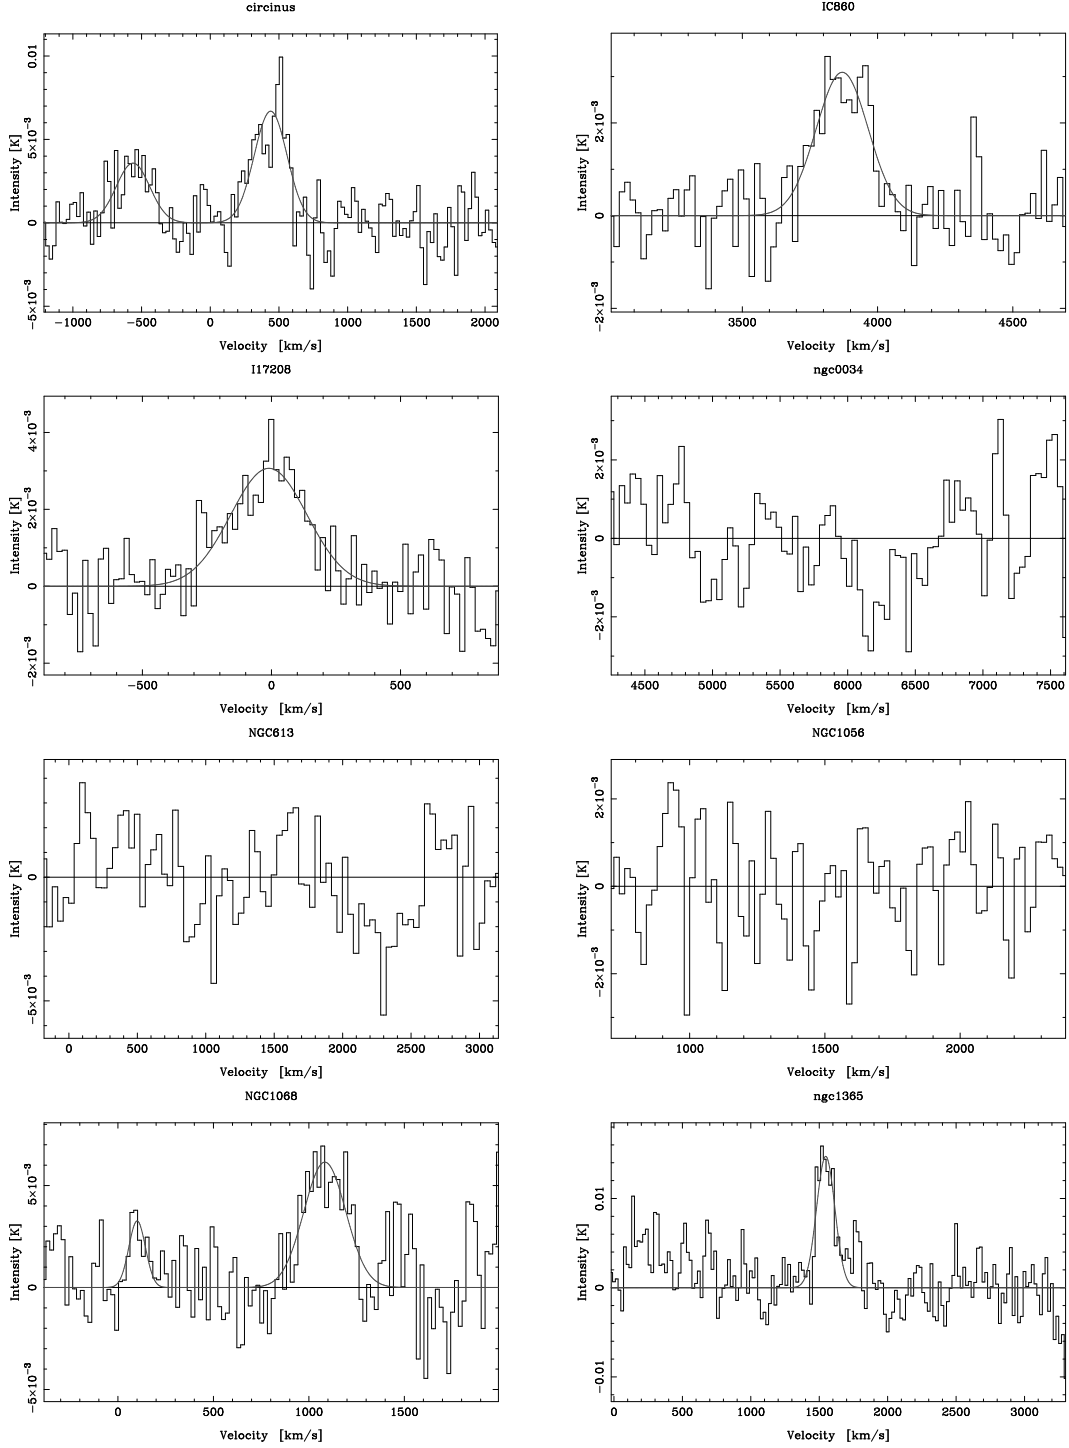 circinus
Intensity [K]
−5×10−3 0 5×10−3 0.01
−1000 −500 0 500 1000 1500 2000
Velocity [km/s]
IC860
Intensity [K]
−2×10−3 0 2×10−3
3500 4000 4500
Velocity [km/s]
I17208
Intensity [K]
−2×10−3 0 2×10−3 4×10−3
−500 0 500
Velocity [km/s]
ngc0034
Intensity [K]
−2×10−3 0 2×10−3
4500 5000 5500 6000 6500 7000 7500
Velocity [km/s]
NGC613
Intensity [K]
−5×10−3 0
0 500 1000 1500 2000 2500 3000
Velocity [km/s]
NGC1056
Intensity [K]
−2×10−3 0 2×10−3
1000 1500 2000
Velocity [km/s]
NGC1068
Intensity [K]
−5×10−3 0 5×10−3
0 500 1000 1500
Velocity [km/s]
ngc1365
Intensity [K]
−0.01 0 0.01
0 500 1000 1500 2000 2500 3000
Velocity [km/s]